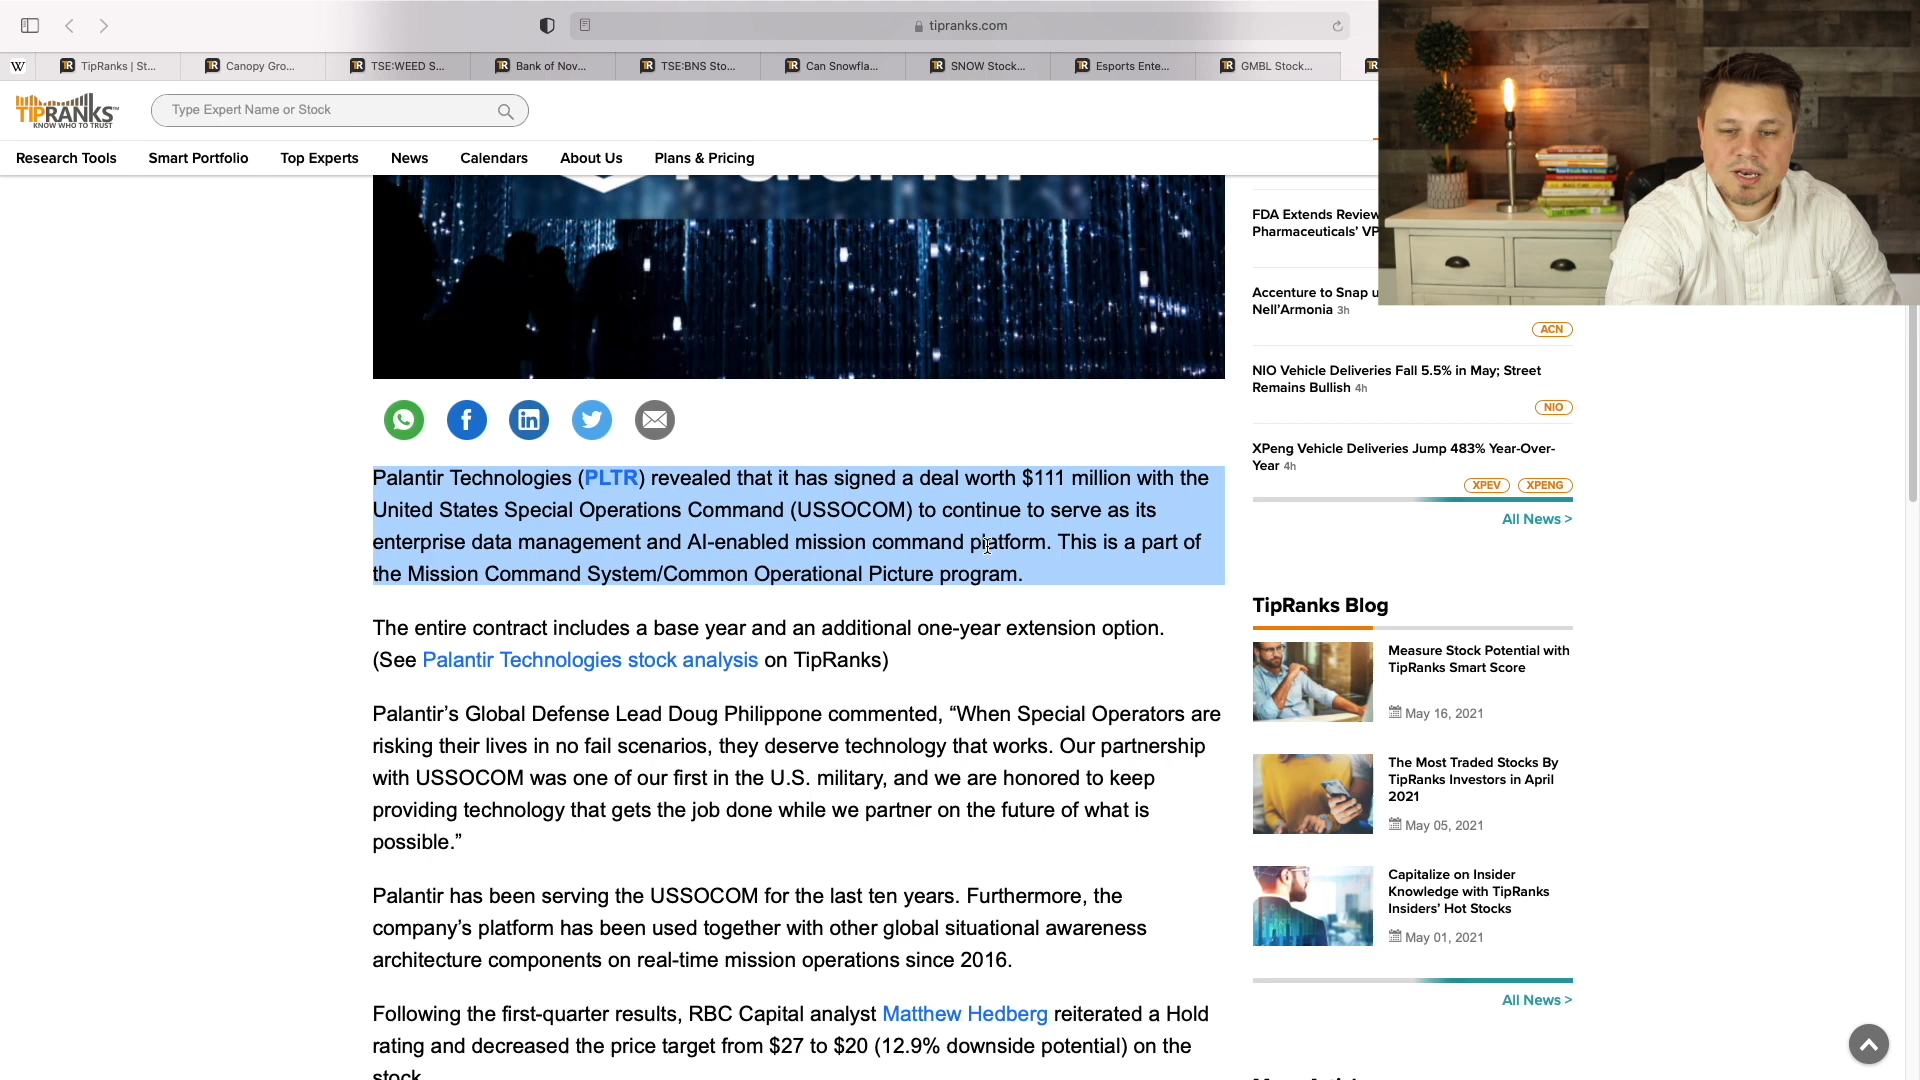 tipranks.com
W
TipRanks | St...
Canopy Gro...
TSE:WEED S...
Bank of Nov...
TSE:BNS Sto...
Can Snowfla...
SNOW Stock...
Esports Ente...
GMBL Stock...
TIPRANKS™
KNOW WHO TO TRUST
Type Expert Name or Stock
Research Tools
Smart Portfolio
Top Experts
News
Calendars
About Us
Plans & Pricing
Palantir Technologies (PLTR) revealed that it has signed a deal worth $111 million with the
United States Special Operations Command (USSOCOM) to continue to serve as its
enterprise data management and AI-enabled mission command platform. This is a part of
the Mission Command System/Common Operational Picture program.
The entire contract includes a base year and an additional one-year extension option.
(See Palantir Technologies stock analysis on TipRanks)
Palantir’s Global Defense Lead Doug Philippone commented, “When Special Operators are
risking their lives in no fail scenarios, they deserve technology that works. Our partnership
with USSOCOM was one of our first in the U.S. military, and we are honored to keep
providing technology that gets the job done while we partner on the future of what is
possible.”
Palantir has been serving the USSOCOM for the last ten years. Furthermore, the
company’s platform has been used together with other global situational awareness
architecture components on real-time mission operations since 2016.
Following the first-quarter results, RBC Capital analyst Matthew Hedberg reiterated a Hold
rating and decreased the price target from $27 to $20 (12.9% downside potential) on the
stock.
FDA Extends Review
Pharmaceuticals’ VP
Accenture to Snap u
Nell’Armonia 3h
ACN
NIO Vehicle Deliveries Fall 5.5% in May; Street
Remains Bullish 4h
NIO
XPeng Vehicle Deliveries Jump 483% Year-Over-
Year 4h
XPEV XPENG
All News >
TipRanks Blog
Measure Stock Potential with
TipRanks Smart Score
May 16, 2021
The Most Traded Stocks By
TipRanks Investors in April
2021
May 05, 2021
Capitalize on Insider
Knowledge with TipRanks
Insiders’ Hot Stocks
May 01, 2021
All News >